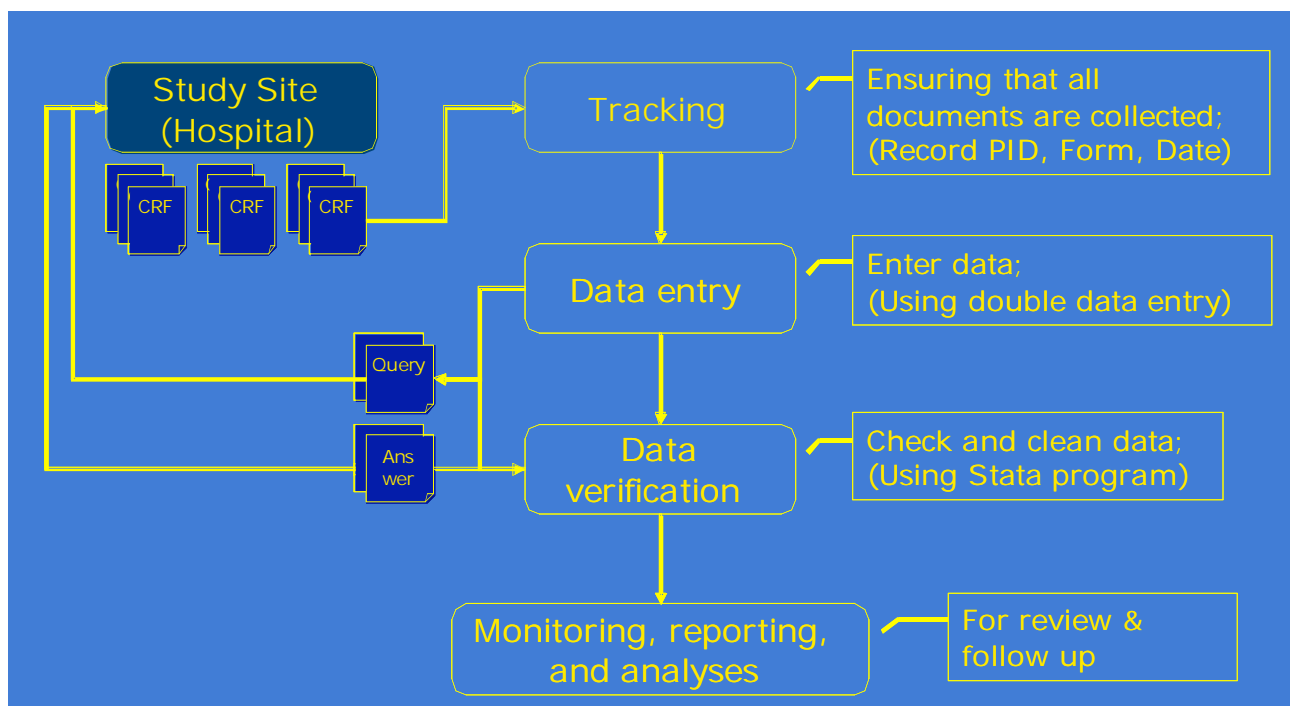 Study Site
(Hospital)
CRF
CRF
CRF
Tracking
Ensuring that all
documents are collected;
(Record PID, Form, Date)
Data entry
Enter data;
(Using double data entry)
Query
Ans
wer
Data
verification
Check and clean data;
(Using Stata program)
Monitoring, reporting,
and analyses
For review &
follow up